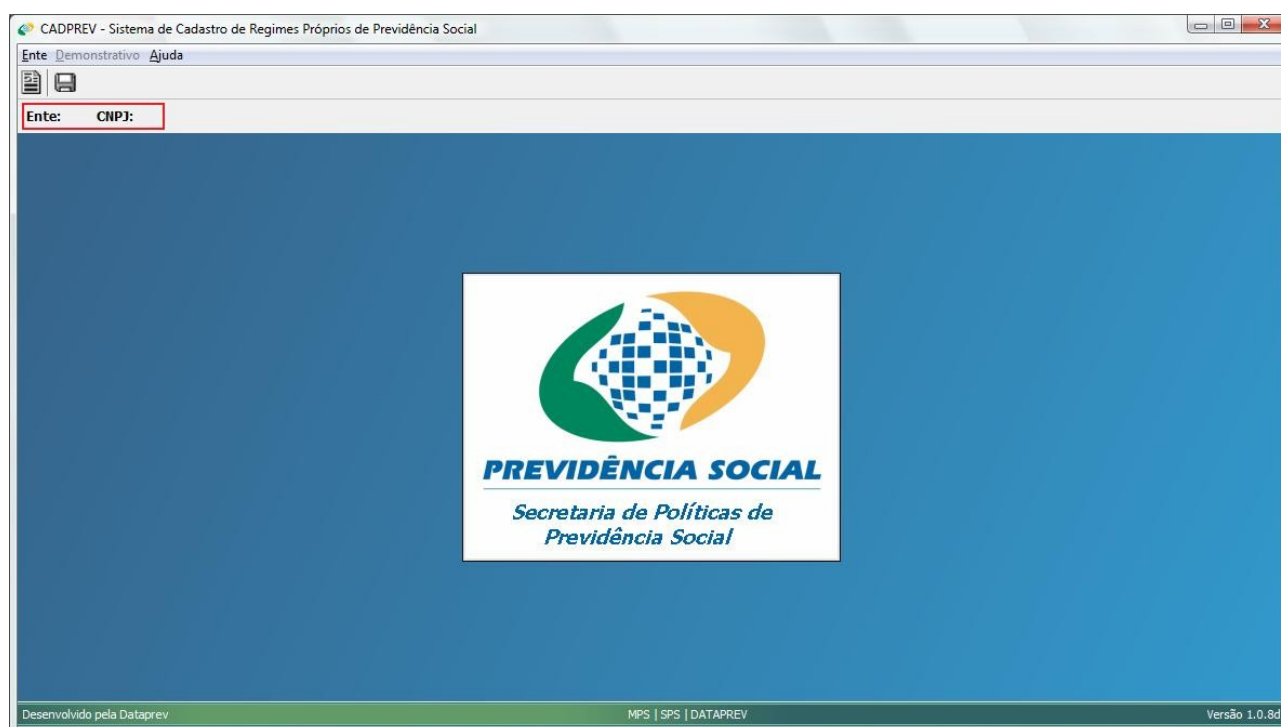 CADPREV - Sistema de Cadastro de Regimes Próprios de Previdência Social
Ente Demonstrativo Ajuda
Ente: CNPJ:
PREVIDÊNCIA SOCIAL
Secretaria de Políticas de
Previdência Social
Desenvolvido pela Dataprev MPS | SPS | DATAPREV Versão 1.0.8d